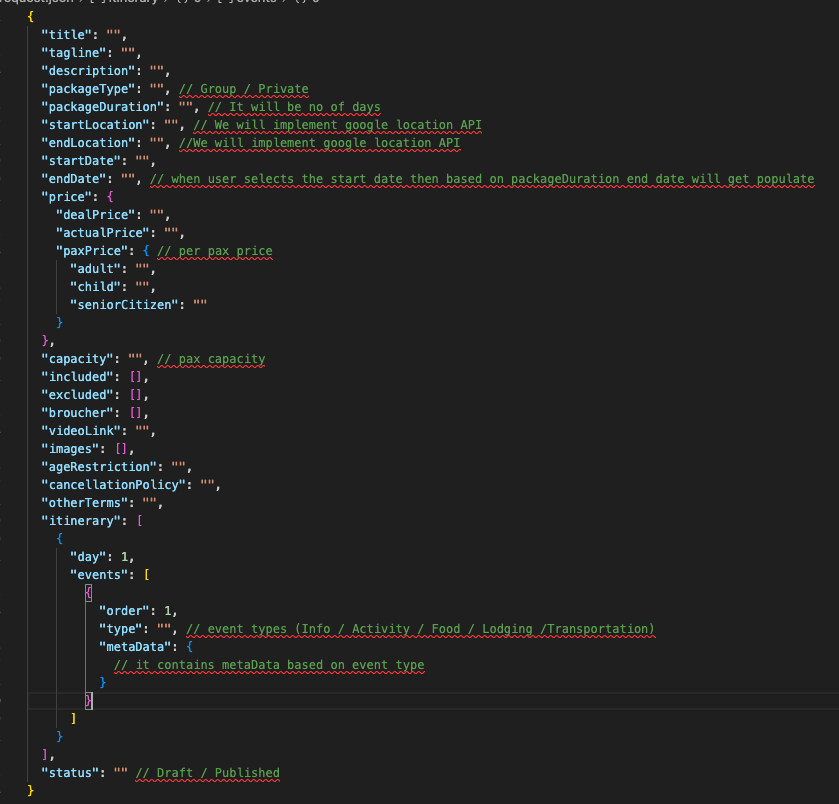 request.json > [ ] itinerary > { } 0 > [ ] events > { } 0
{
"title": "",
"tagline": "",
"description": "",
"packageType": "", // Group / Private
"packageDuration": "", // It will be no of days
"startLocation": "", // We will implement google location API
"endLocation": "", //We will implement google location API
"startDate": "",
"endDate": "", // when user selects the start date then based on packageDuration end date will get populate
"price": {
"dealPrice": "",
"actualPrice": "",
"paxPrice": { // per pax price
"adult": "",
"child": "",
"seniorCitizen": ""
}
},
"capacity": "", // pax capacity
"included": [],
"excluded": [],
"broucher": [],
"videoLink": "",
"images": [],
"ageRestriction": "",
"cancellationPolicy": "",
"otherTerms": "",
"itinerary": [
{
"day": 1,
"events": [
{
"order": 1,
"type": "", // event types (Info / Activity / Food / Lodging /Transportation)
"metaData": {
// it contains metaData based on event type
}
}
]
}
],
"status": "" // Draft / Published
}